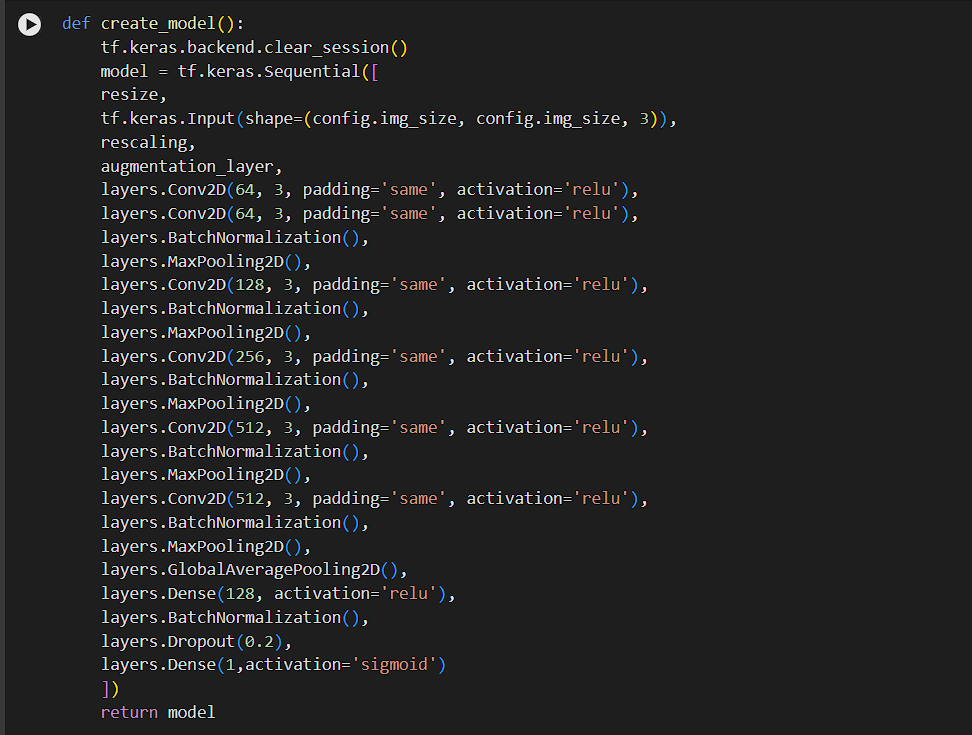 def create_model():
    tf.keras.backend.clear_session()
    model = tf.keras.Sequential([
    resize,
    tf.keras.Input(shape=(config.img_size, config.img_size, 3)),
    rescaling,
    augmentation_layer,
    layers.Conv2D(64, 3, padding='same', activation='relu'),
    layers.Conv2D(64, 3, padding='same', activation='relu'),
    layers.BatchNormalization(),
    layers.MaxPooling2D(),
    layers.Conv2D(128, 3, padding='same', activation='relu'),
    layers.BatchNormalization(),
    layers.MaxPooling2D(),
    layers.Conv2D(256, 3, padding='same', activation='relu'),
    layers.BatchNormalization(),
    layers.MaxPooling2D(),
    layers.Conv2D(512, 3, padding='same', activation='relu'),
    layers.BatchNormalization(),
    layers.MaxPooling2D(),
    layers.Conv2D(512, 3, padding='same', activation='relu'),
    layers.BatchNormalization(),
    layers.MaxPooling2D(),
    layers.GlobalAveragePooling2D(),
    layers.Dense(128, activation='relu'),
    layers.BatchNormalization(),
    layers.Dropout(0.2),
    layers.Dense(1,activation='sigmoid')
    ])
    return model